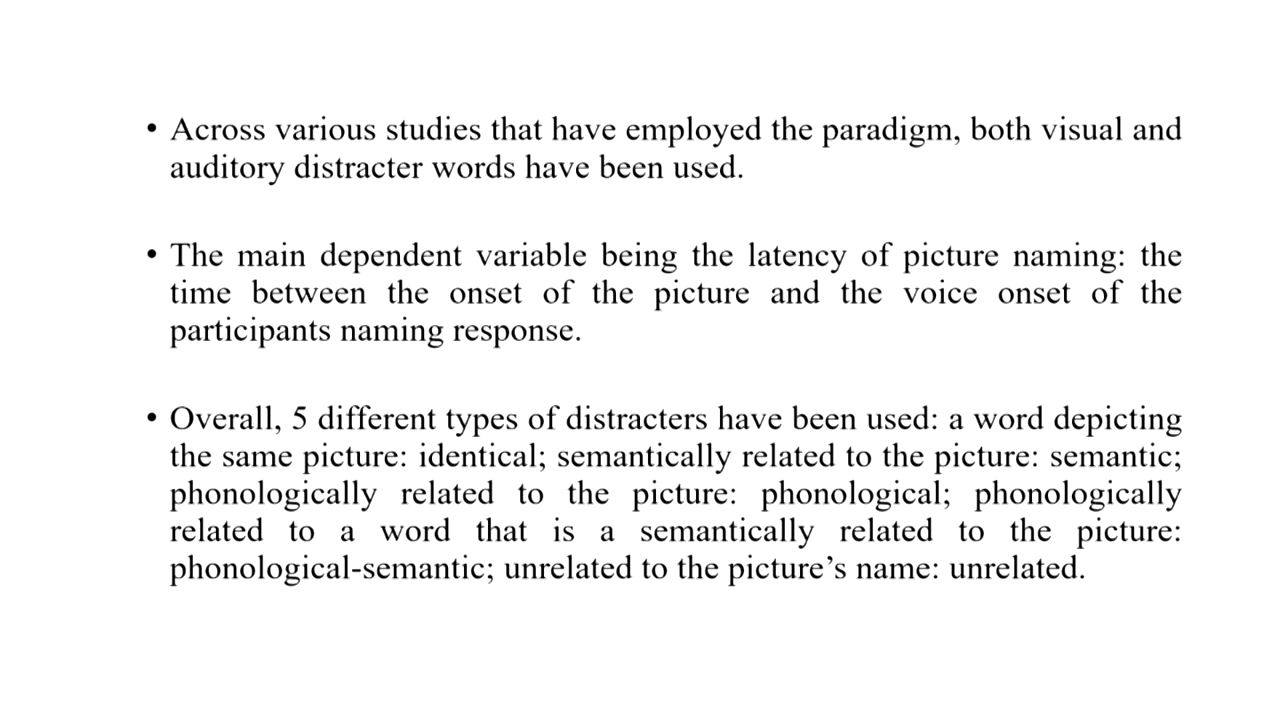 • Across various studies that have employed the paradigm, both visual and
auditory distracter words have been used.
• The main dependent variable being the latency of picture naming: the
time between the onset of the picture and the voice onset of the
participants naming response.
• Overall, 5 different types of distracters have been used: a word depicting
the same picture: identical; semantically related to the picture: semantic;
phonologically related to the picture: phonological; phonologically
related to a word that is a semantically related to the picture:
phonological-semantic; unrelated to the picture’s name: unrelated.